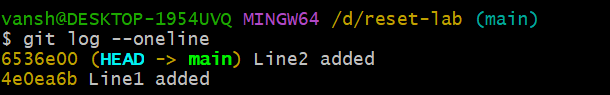 vansh@DESKTOP-1954UVQ MINGW64 /d/reset-lab (main)
$ git log --oneline
6536e00 (HEAD -> main) Line2 added
4e0ea6b Line1 added